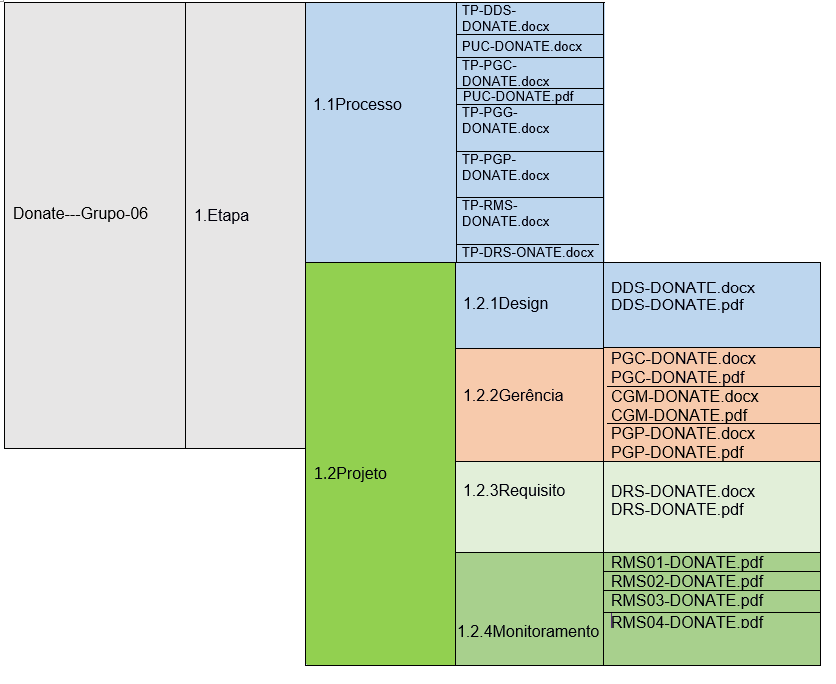 Donate---Grupo-06
1.Etapa
1.1Processo
TP-DDS-
DONATE.docx
PUC-DONATE.docx
TP-PGC-
DONATE.docx
PUC-DONATE.pdf
TP-PGG-
DONATE.docx
TP-PGP-
DONATE.docx
TP-RMS-
DONATE.docx
TP-DRS-ONATE.docx
1.2Projeto
1.2.1Design
DDS-DONATE.docx
DDS-DONATE.pdf
1.2.2Gerência
PGC-DONATE.docx
PGC-DONATE.pdf
CGM-DONATE.docx
CGM-DONATE.pdf
PGP-DONATE.docx
PGP-DONATE.pdf
1.2.3Requisito
DRS-DONATE.docx
DRS-DONATE.pdf
1.2.4Monitoramento
RMS01-DONATE.pdf
RMS02-DONATE.pdf
RMS03-DONATE.pdf
RMS04-DONATE.pdf